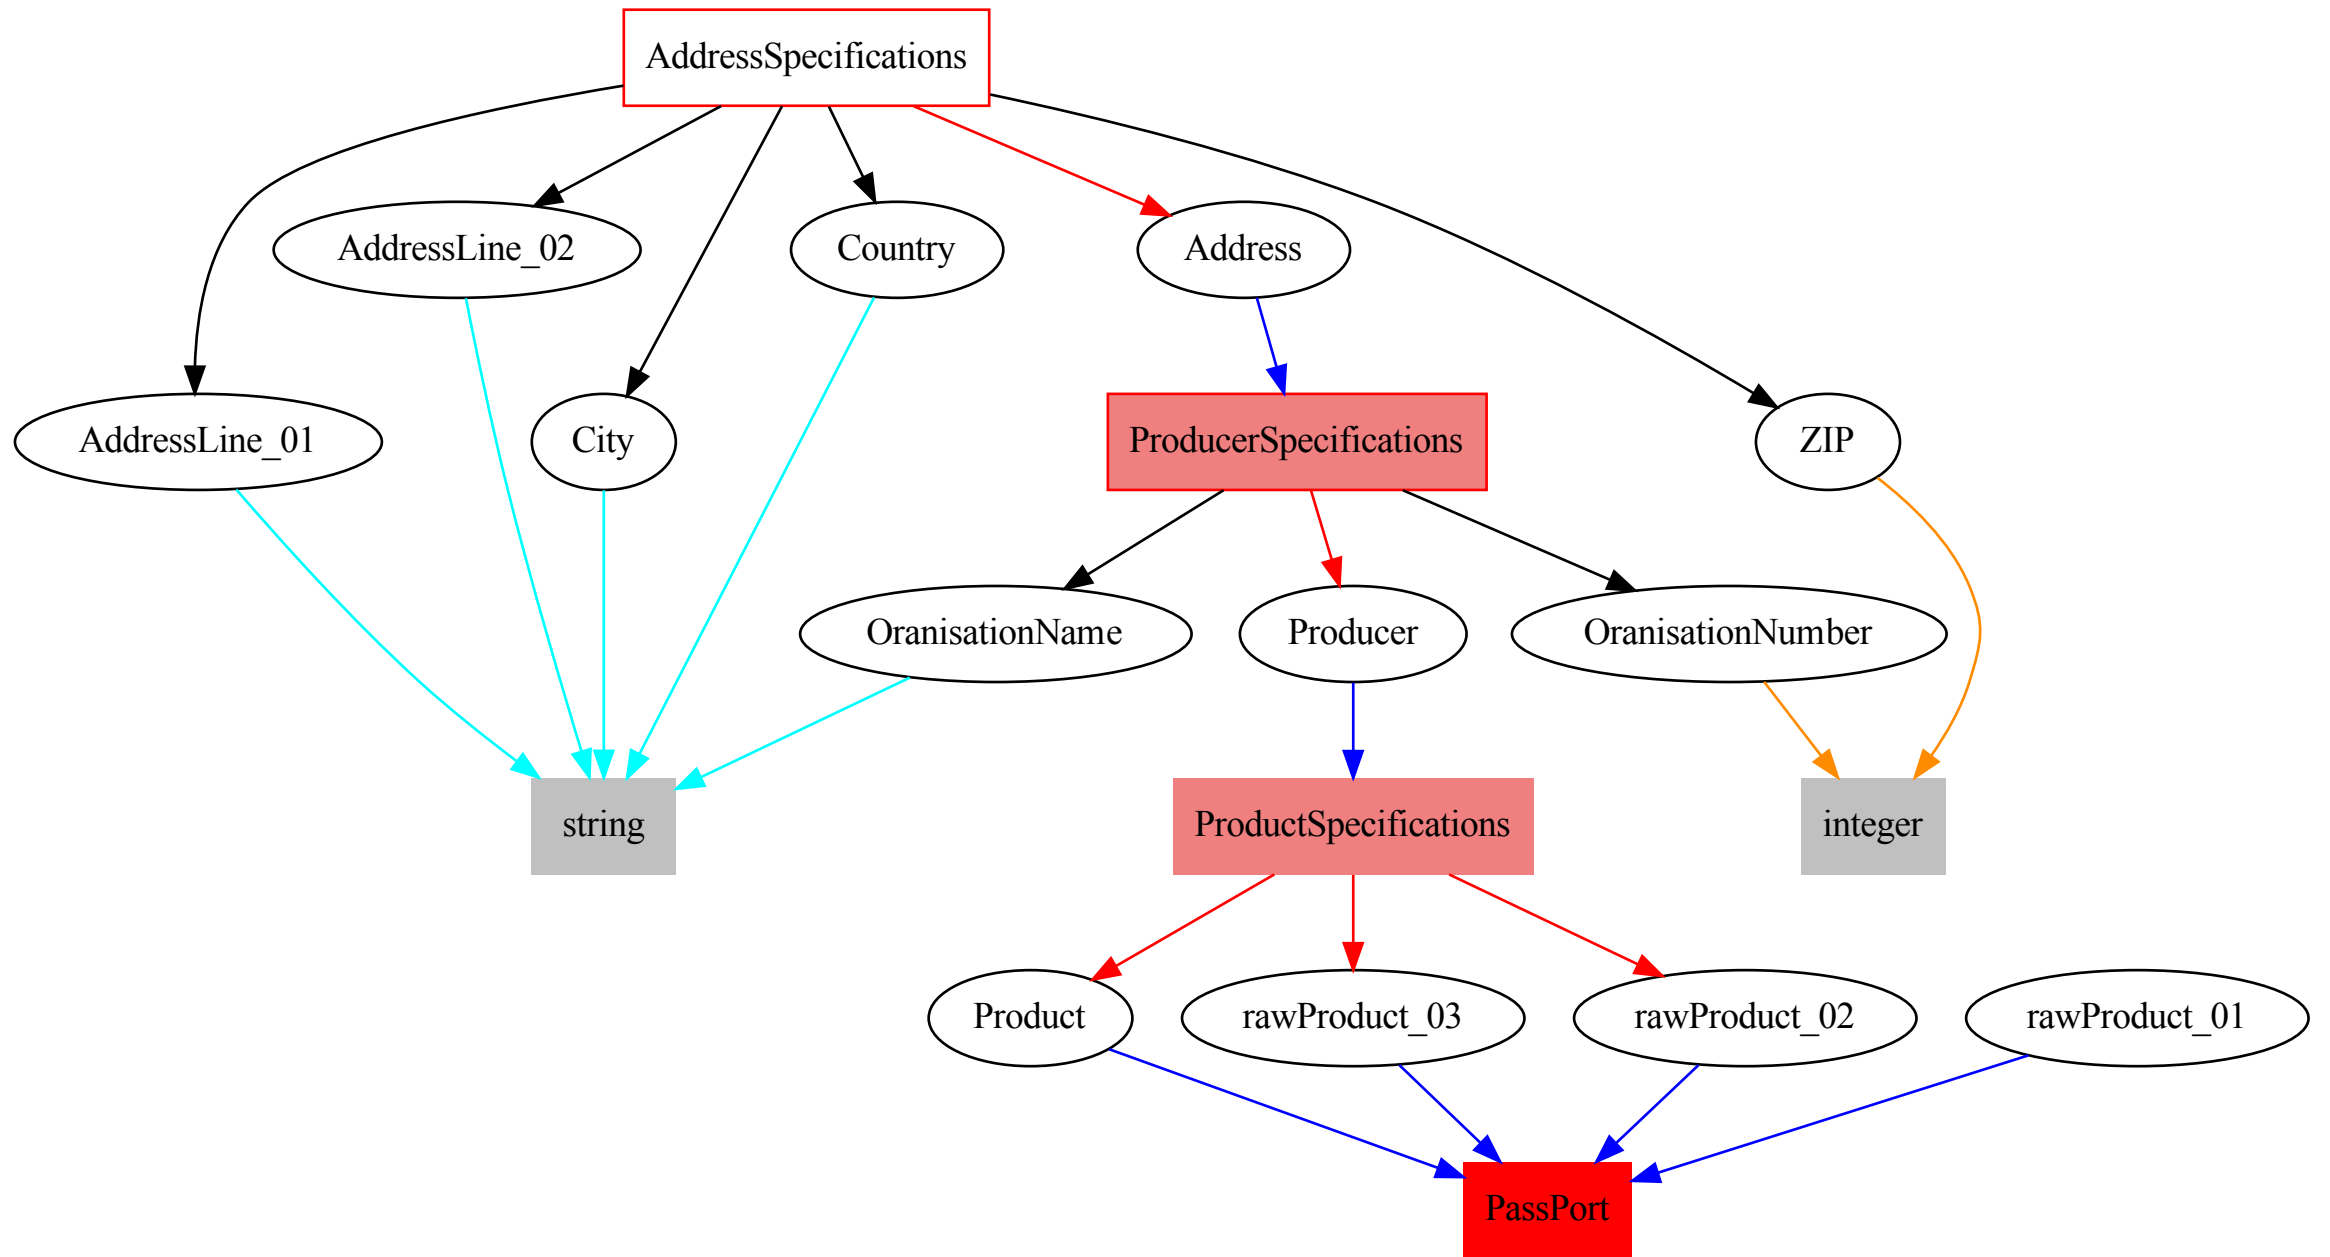 AddressSpecifications
AddressLine_02
Country
Address
AddressLine_01
City
ProducerSpecifications
ZIP
OranisationName
Producer
OranisationNumber
string
ProductSpecifications
integer
Product
rawProduct_03
rawProduct_02
rawProduct_01
PassPort